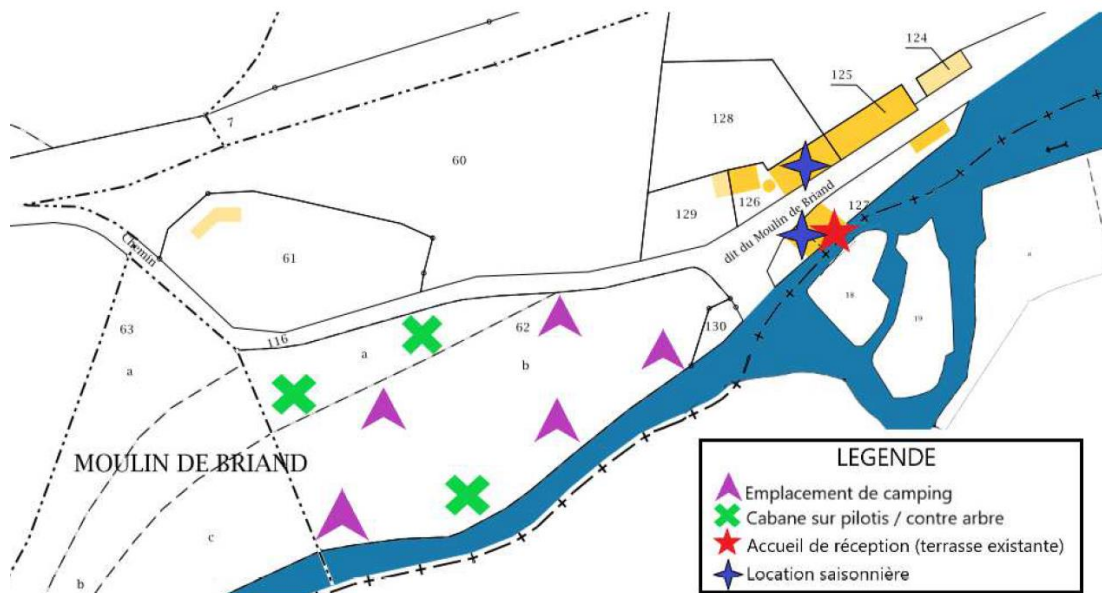 124
125
7
128
60
126
127
129
dit du Moulin de Briand
Chemin
61
a
18
19
116
62
130
63
a
a
b
MOULIN DE BRIAND
c
b
LEGENDE
Emplacement de camping
Cabane sur pilotis / contre arbre
Accueil de réception (terrasse existante)
Location saisonnière